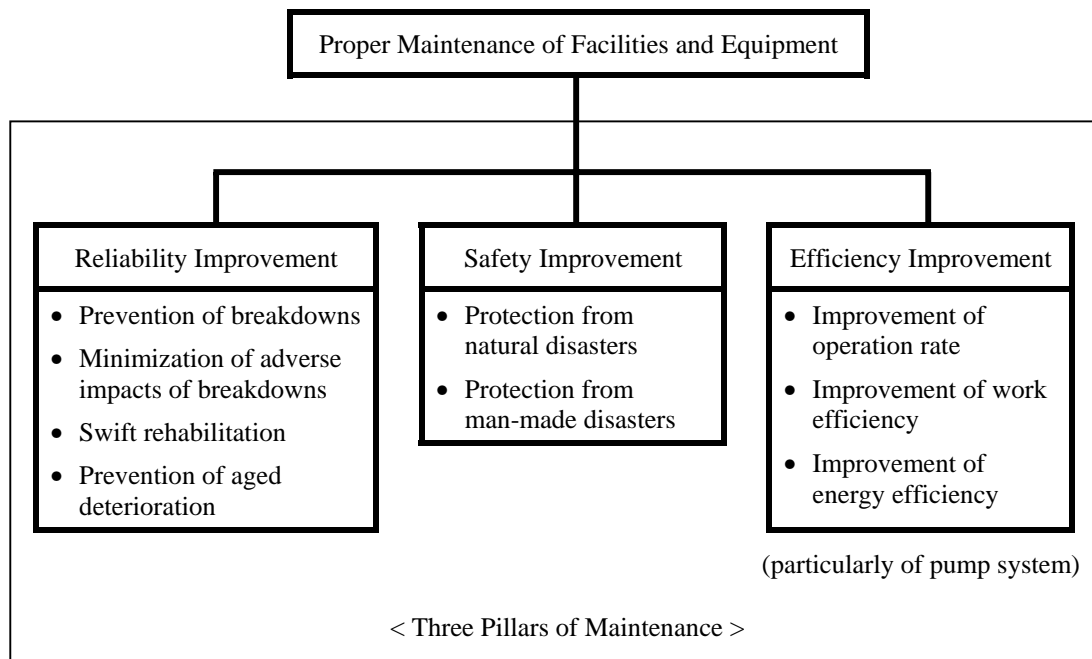 Proper Maintenance of Facilities and Equipment
Reliability Improvement
• Prevention of breakdowns
• Minimization of adverse
impacts of breakdowns
• Swift rehabilitation
• Prevention of aged
deterioration
Safety Improvement
• Protection from
natural disasters
• Protection from
man-made disasters
Efficiency Improvement
• Improvement of
operation rate
• Improvement of work
efficiency
• Improvement of
energy efficiency
(particularly of pump system)
< Three Pillars of Maintenance >